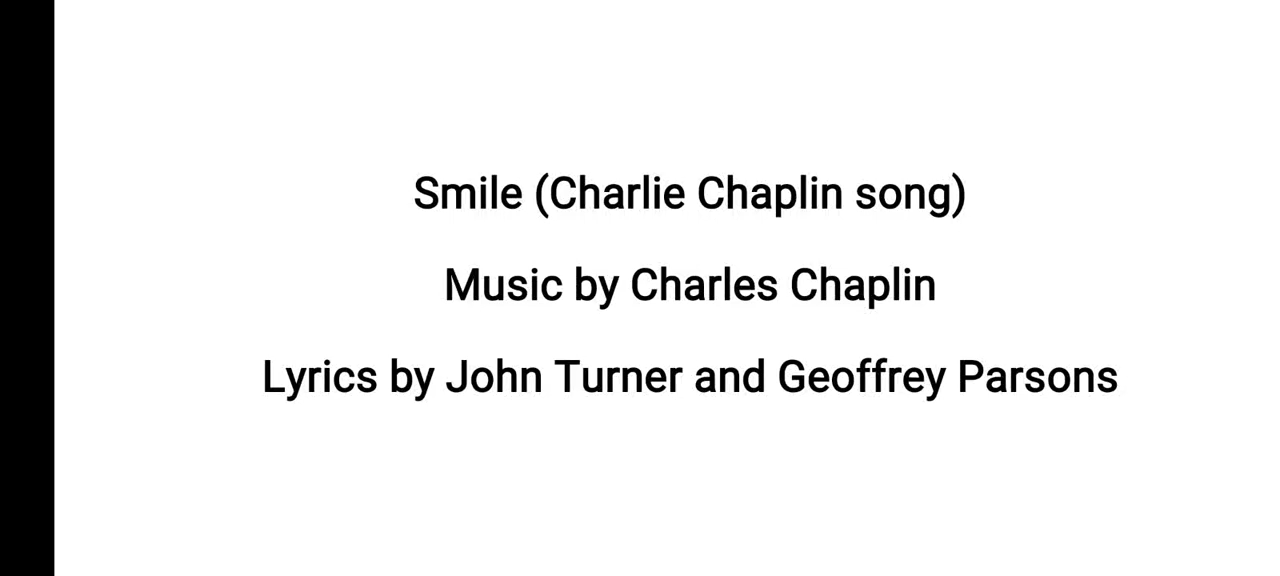 Smile (Charlie Chaplin song)
Music by Charles Chaplin
Lyrics by John Turner and Geoffrey Parsons